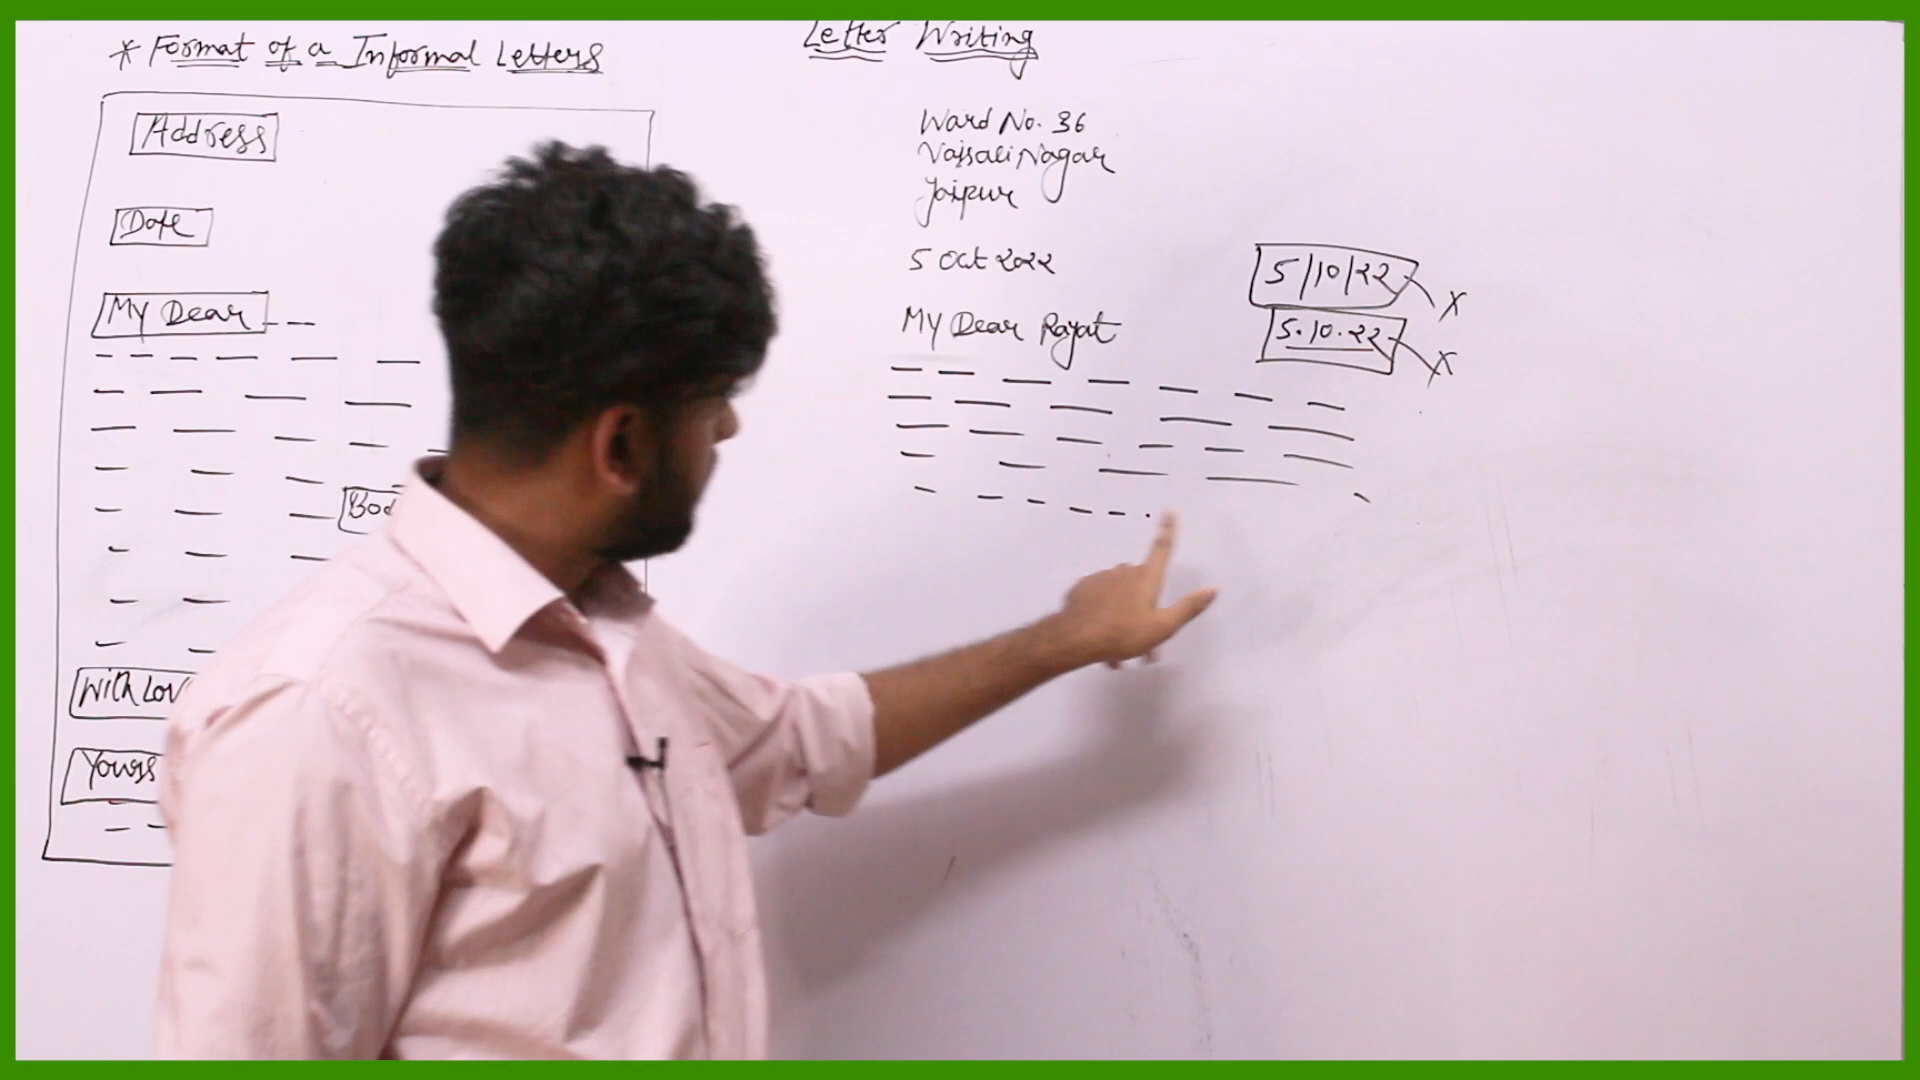 Letter Writing
* Format of a Informal Letters
Address
Date
My Dear
Bod
With Lov
Yours
Ward No. 36
Vaisali Nagar
Jaipur
5 Oct 2022
My Dear Rajat
5/10/22 x
5.10.22 x